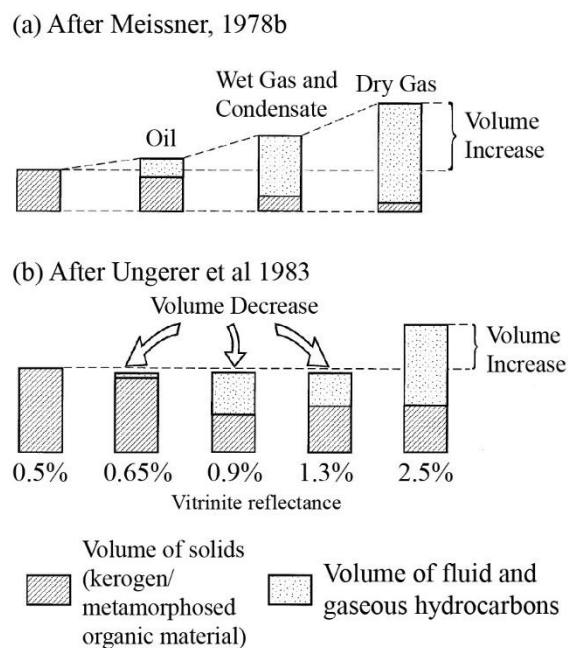 (a) After Meissner, 1978b
Wet Gas and
Condensate
Dry Gas
Oil
Volume
Increase
(b) After Ungerer et al 1983
Volume Decrease
Volume
Increase
0.5% 0.65% 0.9% 1.3% 2.5%
Vitrinite reflectance
Volume of solids
(kerogen/
metamorphosed
organic material)
Volume of fluid and
gaseous hydrocarbons